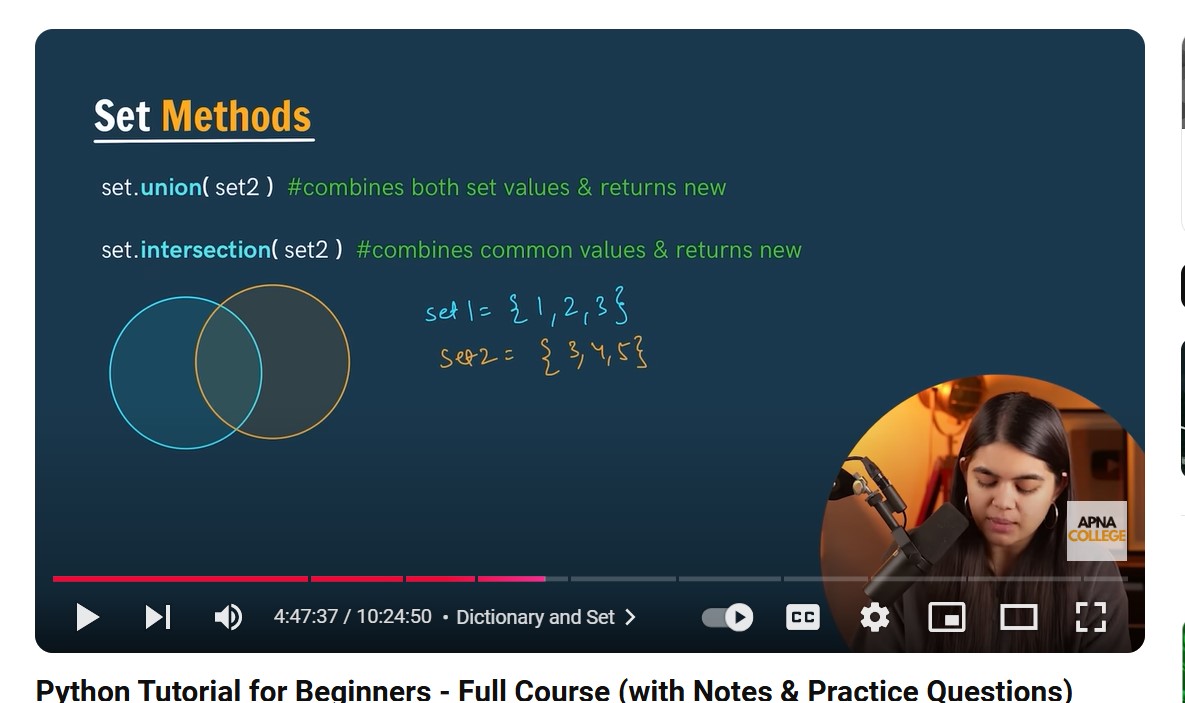 Set Methods
set.union( set2 ) #combines both set values & returns new
set.intersection( set2 ) #combines common values & returns new
set1 = { 1, 2, 3 }
set2 = { 3, 4, 5 }
APNA
COLLEGE
4:47:37 / 10:24:50 • Dictionary and Set
CC
Python Tutorial for Beginners - Full Course (with Notes & Practice Questions)